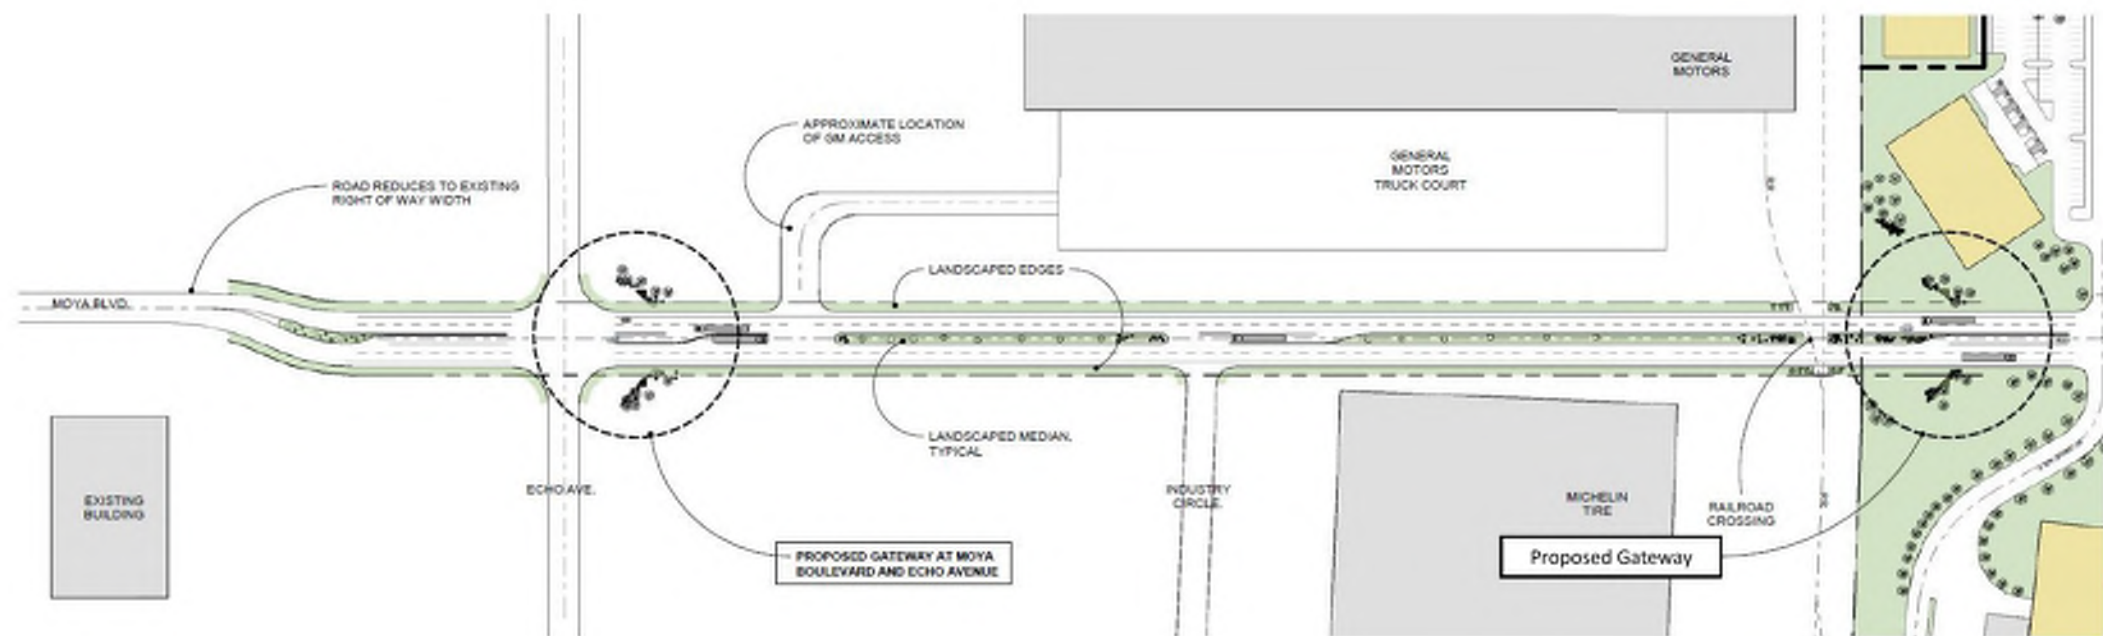 GENERAL
MOTORS
APPROXIMATE LOCATION
OF GM ACCESS
GENERAL
MOTORS
TRUCK COURT
ROAD REDUCES TO EXISTING
RIGHT OF WAY WIDTH
LANDSCAPED EDGES
MOYA BLVD.
LANDSCAPED MEDIAN,
TYPICAL
ECHO AVE.
INDUSTRY
CIRCLE.
EXISTING
BUILDING
MICHELIN
TIRE
RAILROAD
CROSSING
PROPOSED GATEWAY AT MOYA
BOULEVARD AND ECHO AVENUE
Proposed Gateway